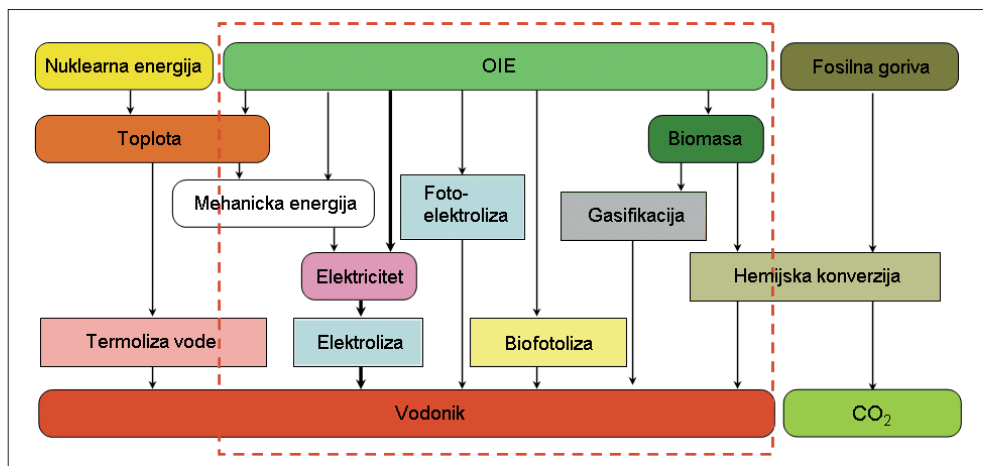 Nuklearna energija
OIE
Fosilna goriva
Toplota
Biomasa
Mehanicka energija
Foto-
elektroliza
Gasifikacija
Elektricitet
Hemijska konverzija
Termoliza vode
Elektroliza
Biofotoliza
Vodonik
CO₂